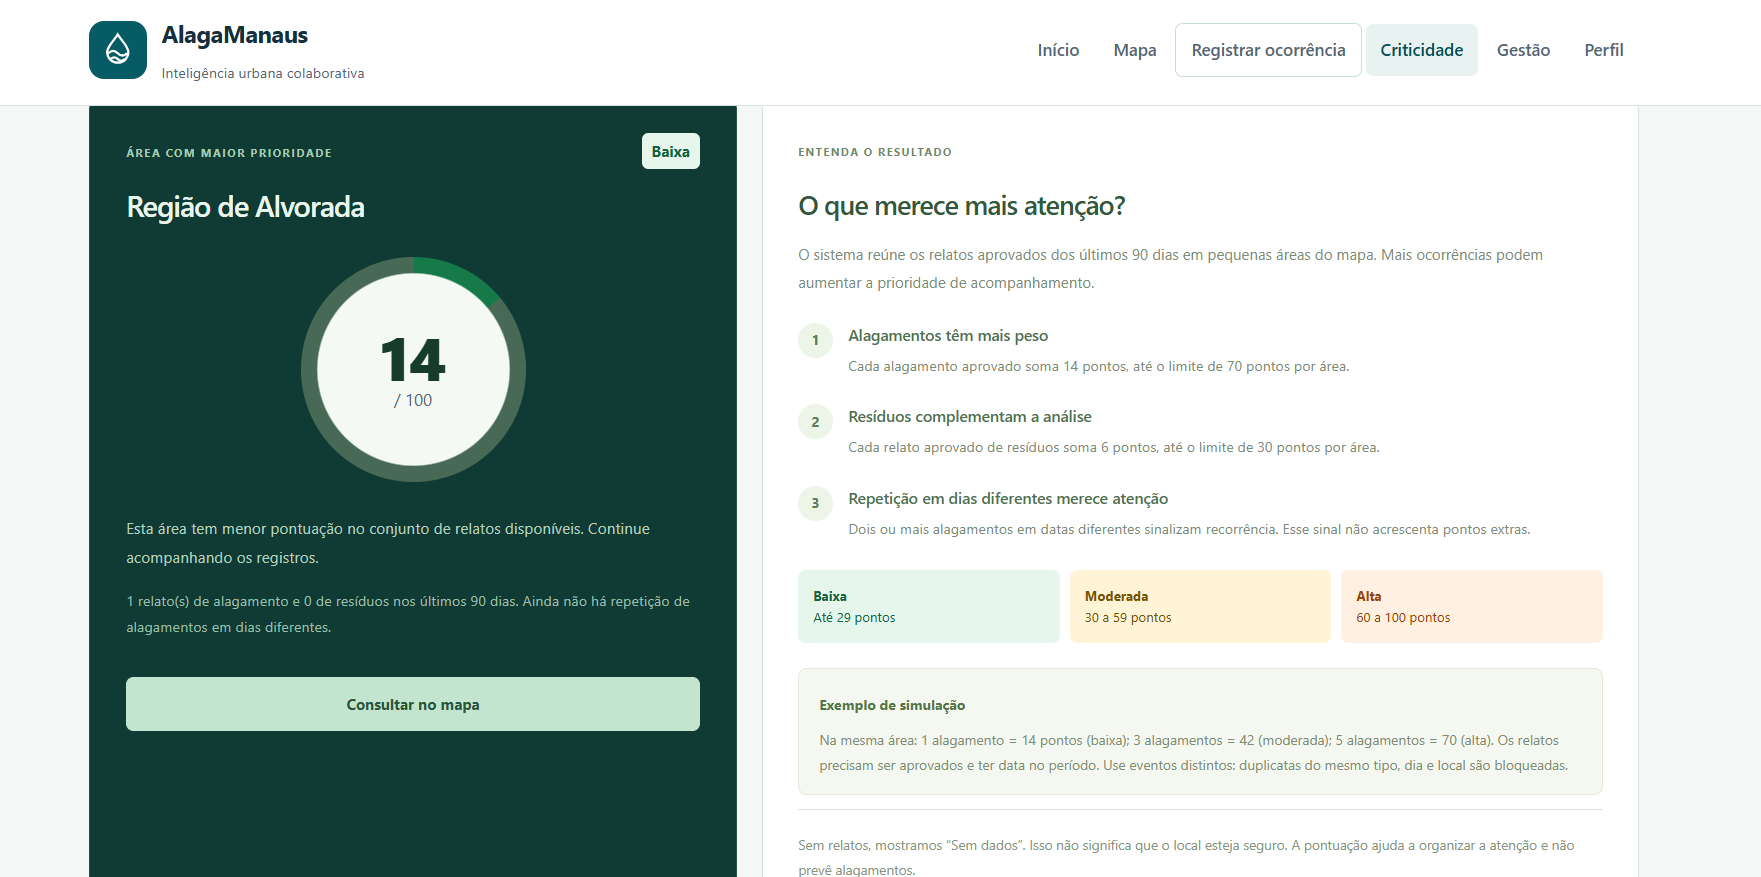 AlagaManaus
Inteligência urbana colaborativa
Início
Mapa
Registrar ocorrência
Criticidade
Gestão
Perfil
ÁREA COM MAIOR PRIORIDADE
Baixa
Região de Alvorada
14
/ 100
Esta área tem menor pontuação no conjunto de relatos disponíveis. Continue
acompanhando os registros.
1 relato(s) de alagamento e 0 de resíduos nos últimos 90 dias. Ainda não há repetição de
alagamentos em dias diferentes.
Consultar no mapa
ENTENDA O RESULTADO
O que merece mais atenção?
O sistema reúne os relatos aprovados dos últimos 90 dias em pequenas áreas do mapa. Mais ocorrências podem
aumentar a prioridade de acompanhamento.
1
Alagamentos têm mais peso
Cada alagamento aprovado soma 14 pontos, até o limite de 70 pontos por área.
2
Resíduos complementam a análise
Cada relato aprovado de resíduos soma 6 pontos, até o limite de 30 pontos por área.
3
Repetição em dias diferentes merece atenção
Dois ou mais alagamentos em datas diferentes sinalizam recorrência. Esse sinal não acrescenta pontos extras.
Baixa
Até 29 pontos
Moderada
30 a 59 pontos
Alta
60 a 100 pontos
Exemplo de simulação
Na mesma área: 1 alagamento = 14 pontos (baixa); 3 alagamentos = 42 (moderada); 5 alagamentos = 70 (alta). Os relatos
precisam ser aprovados e ter data no período. Use eventos distintos: duplicatas do mesmo tipo, dia e local são bloqueadas.
Sem relatos, mostramos "Sem dados". Isso não significa que o local esteja seguro. A pontuação ajuda a organizar a atenção e não
prevê alagamentos.